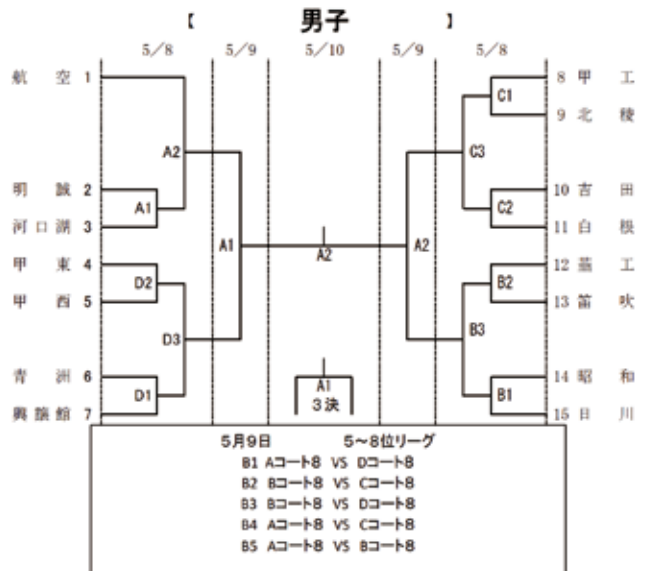 【 男子 】
5/8 5/9 5/10 5/9 5/8
航空 1
明誠 2
河口湖 3
甲東 4
甲西 5
青洲 6
興譲館 7
A2
A1
D2
D3
D1
A1
A2
A1
3決
A2
C1
C3
C2
B2
B3
B1
8 甲工
9 北稜
10 吉田
11 白根
12 韮工
13 笛吹
14 昭和
15 日川
5月9日 5~8位リーグ
B1 Aコート8 VS Dコート8
B2 Bコート8 VS Cコート8
B3 Bコート8 VS Dコート8
B4 Aコート8 VS Cコート8
B5 Aコート8 VS Bコート8